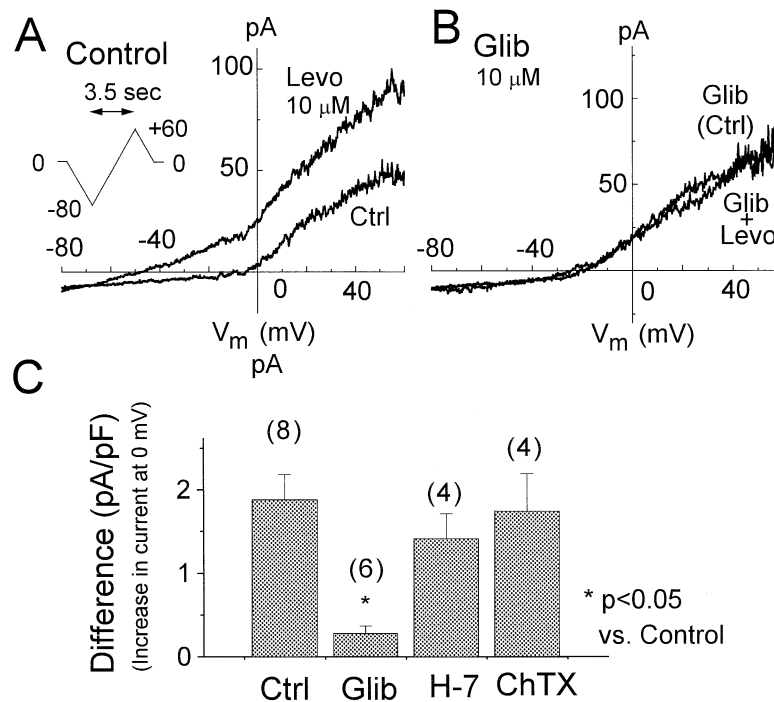 A
Control
3.5 sec
+60
0
0
-80
pA
100
50
Levo
10 μM
Ctrl
-80
-40
0
40
Vm (mV)
pA
B
Glib
10 μM
pA
100
50
Glib
(Ctrl)
Glib
+
Levo
-80
-40
0
40
Vm (mV)
C
Difference (pA/pF)
(Increase in current at 0 mV)
2
1
0
(8)
(6)
*
(4)
(4)
Ctrl
Glib
H-7
ChTX
* p<0.05
vs. Control